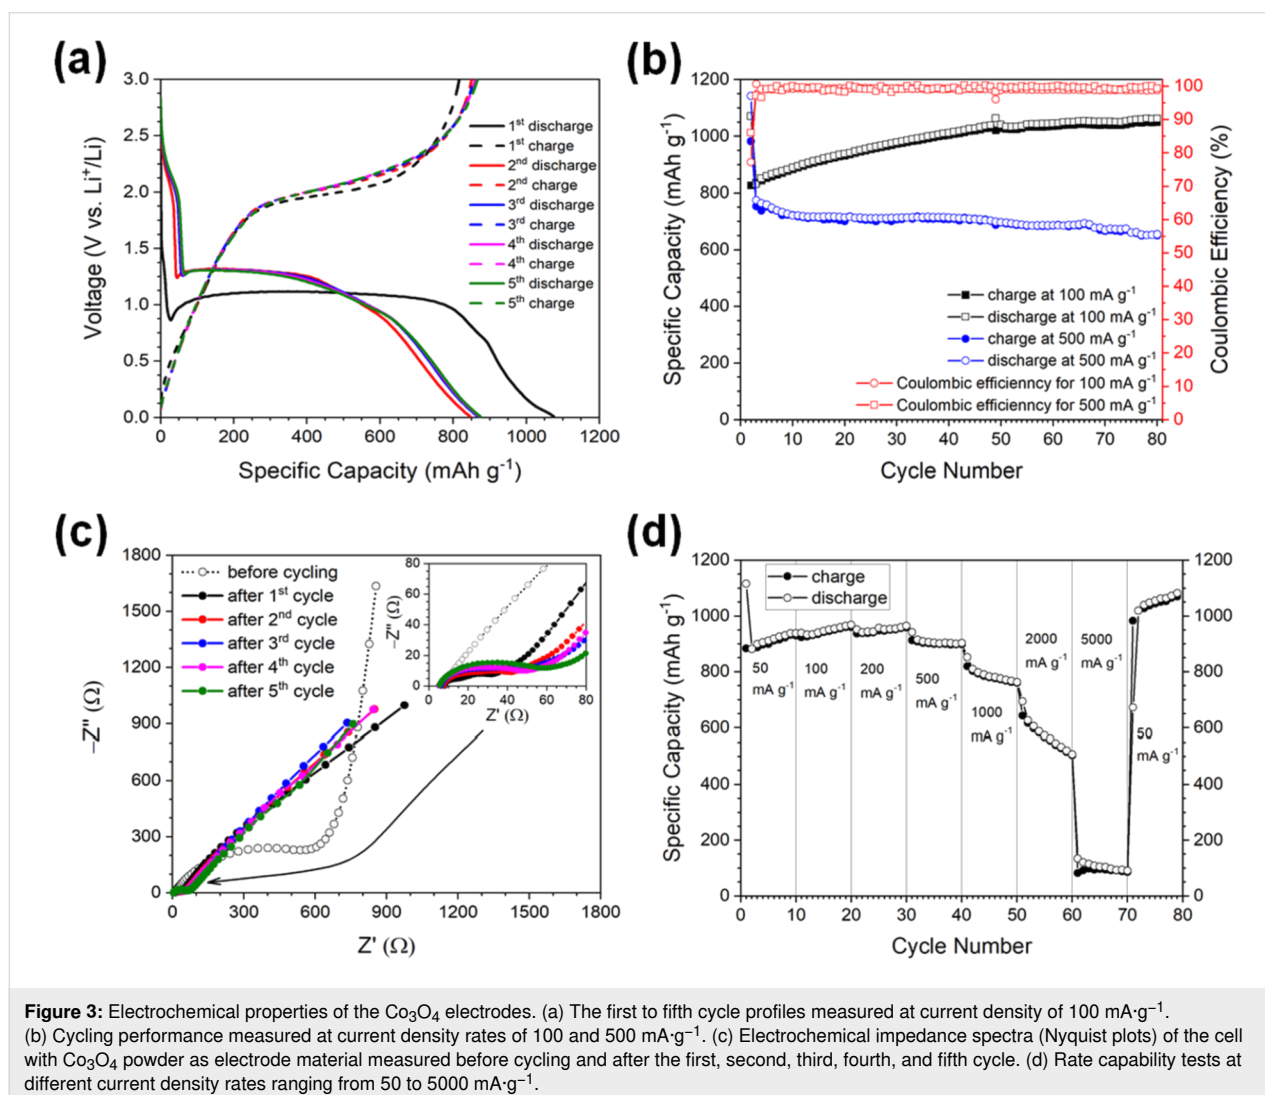 (a)
3.0
2.5
2.0
1.5
1.0
0.5
0.0
0 200 400 600 800 1000 1200
Voltage (V vs. Li⁺/Li)
Specific Capacity (mAh g⁻¹)
1ˢᵗ discharge
1ˢᵗ charge
2ⁿᵈ discharge
2ⁿᵈ charge
3ʳᵈ discharge
3ʳᵈ charge
4ᵗʰ discharge
4ᵗʰ charge
5ᵗʰ discharge
5ᵗʰ charge
(b)
1200
1000
800
600
400
200
0
0 10 20 30 40 50 60 70 80
Specific Capacity (mAh g⁻¹)
Cycle Number
100
90
80
70
60
50
40
30
20
10
0
Coulombic Efficiency (%)
charge at 100 mA g⁻¹
discharge at 100 mA g⁻¹
charge at 500 mA g⁻¹
discharge at 500 mA g⁻¹
Coulombic efficienncy for 100 mA g⁻¹
Coulombic efficienncy for 500 mA g⁻¹
(c)
1800
1500
1200
900
600
300
0
0 300 600 900 1200 1500 1800
−Z" (Ω)
Z' (Ω)
before cycling
after 1ˢᵗ cycle
after 2ⁿᵈ cycle
after 3ʳᵈ cycle
after 4ᵗʰ cycle
after 5ᵗʰ cycle
80
60
40
20
0
0 20 40 60 80
−Z" (Ω)
Z' (Ω)
(d)
1200
1000
800
600
400
200
0
0 10 20 30 40 50 60 70 80
Specific Capacity (mAh g⁻¹)
Cycle Number
1200
1000
800
600
400
200
0
charge
discharge
50
mA g⁻¹
100
mA g⁻¹
200
mA g⁻¹
500
mA g⁻¹
1000
mA g⁻¹
2000
mA g⁻¹
5000
mA g⁻¹
50
mA g⁻¹
Figure 3: Electrochemical properties of the Co₃O₄ electrodes. (a) The first to fifth cycle profiles measured at current density of 100 mA·g⁻¹.
(b) Cycling performance measured at current density rates of 100 and 500 mA·g⁻¹. (c) Electrochemical impedance spectra (Nyquist plots) of the cell
with Co₃O₄ powder as electrode material measured before cycling and after the first, second, third, fourth, and fifth cycle. (d) Rate capability tests at
different current density rates ranging from 50 to 5000 mA·g⁻¹.